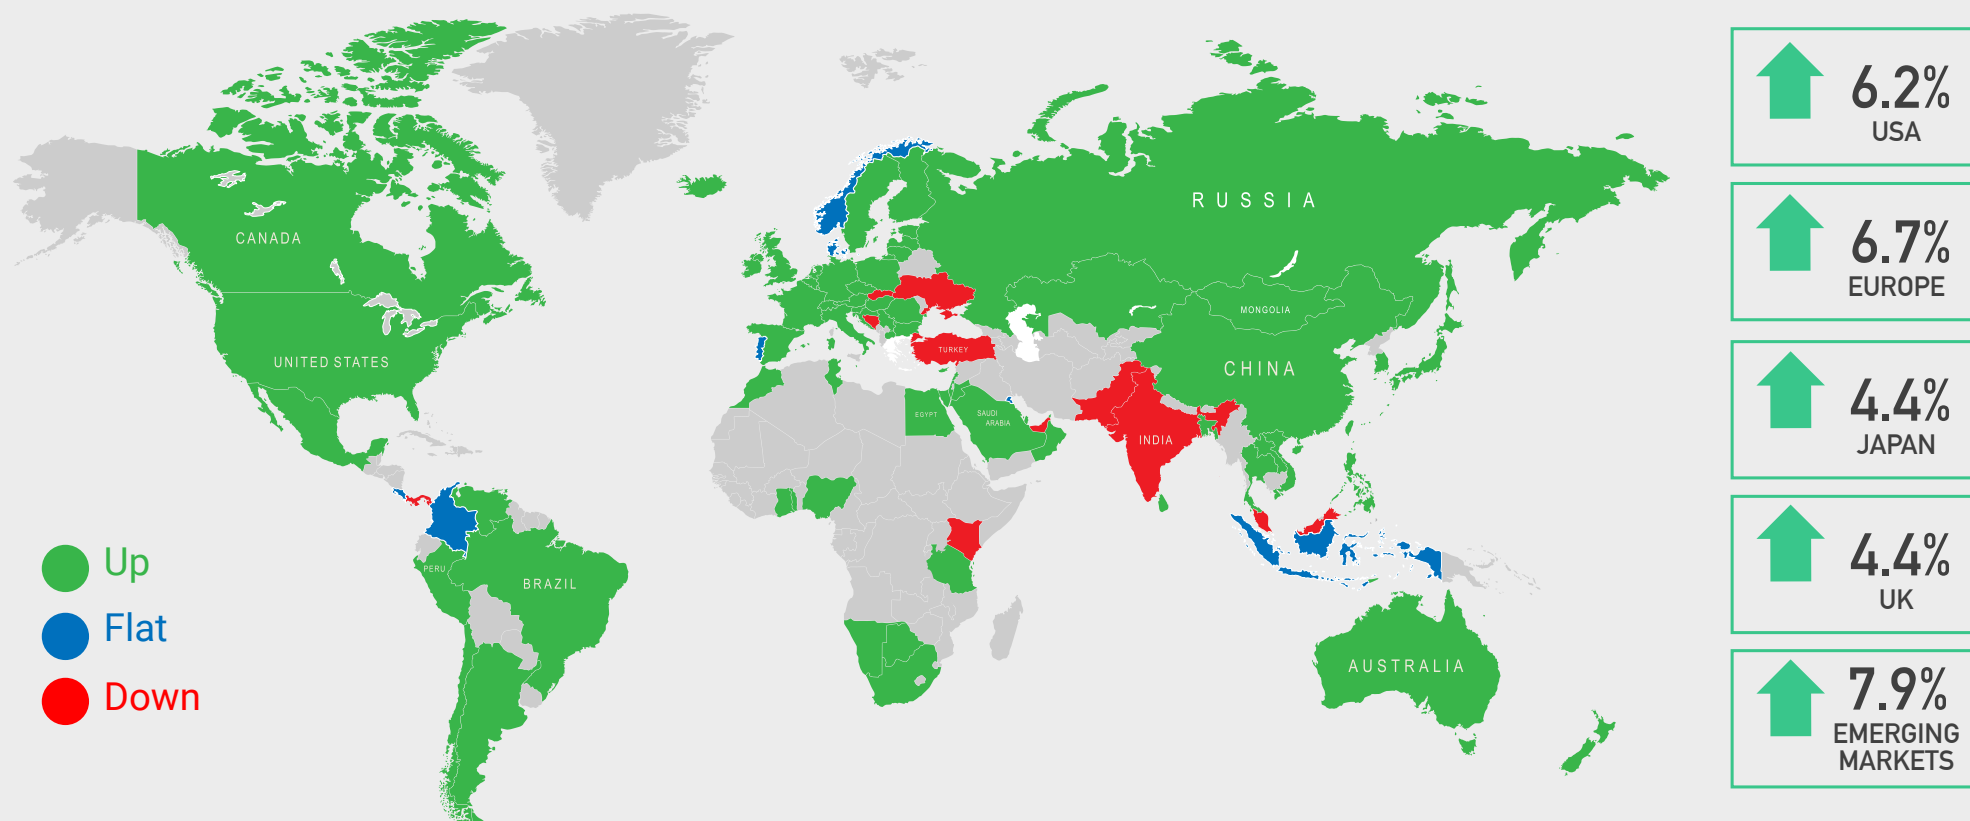 CANADA
UNITED STATES
PERU
BRAZIL
RUSSIA
MONGOLIA
CHINA
TURKEY
EGYPT
SAUDI
ARABIA
INDIA
AUSTRALIA
Up
Flat
Down
6.2%
USA
6.7%
EUROPE
4.4%
JAPAN
4.4%
UK
7.9%
EMERGING
MARKETS